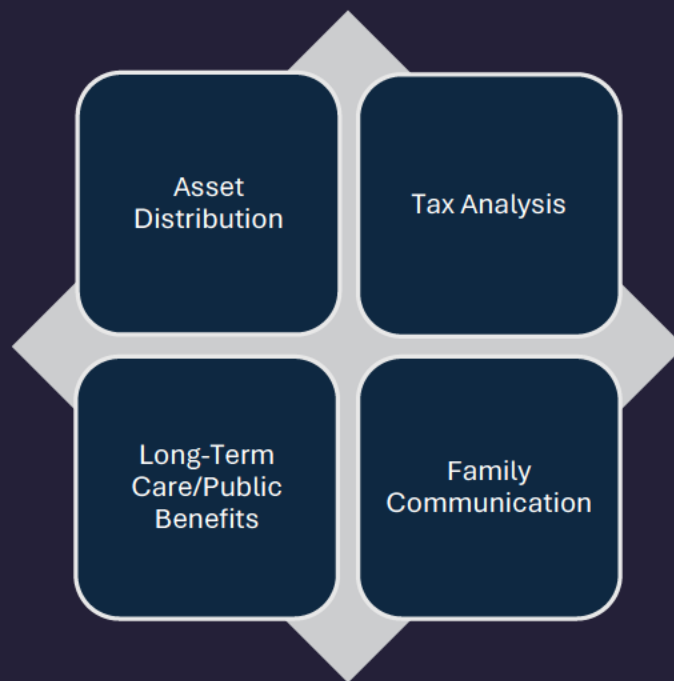 Asset
Distribution
Tax Analysis
Long-Term
Care/Public
Benefits
Family
Communication